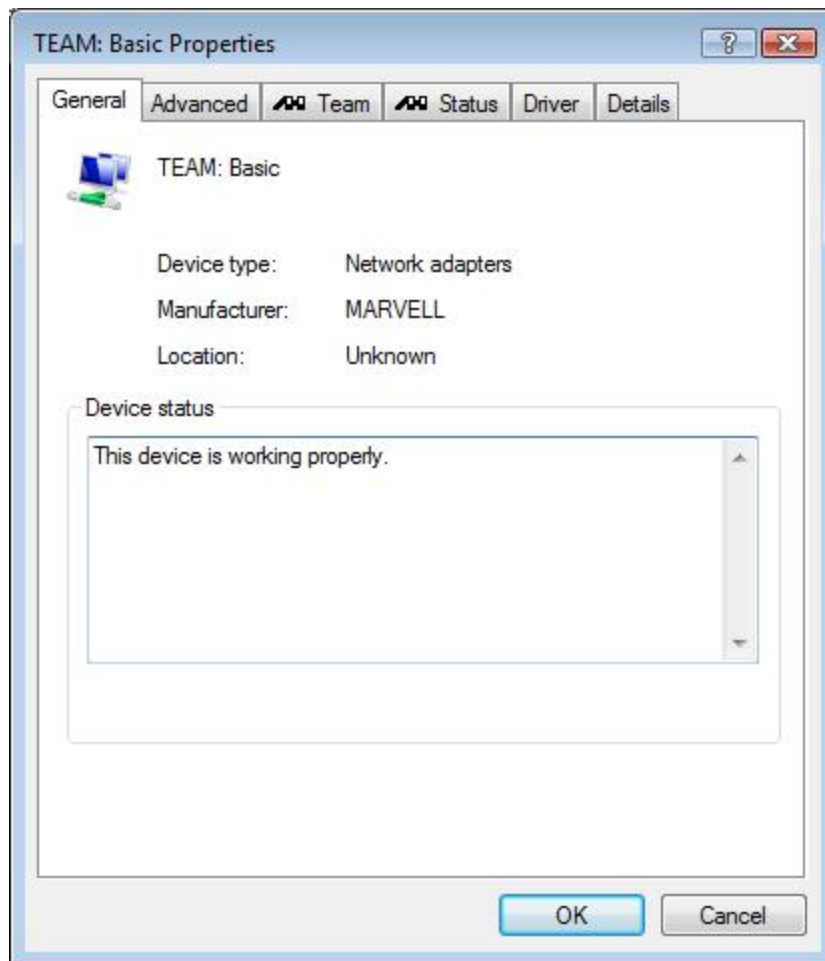 TEAM: Basic Properties
General Advanced Team Status Driver Details
TEAM: Basic
Device type: Network adapters
Manufacturer: MARVELL
Location: Unknown
Device status
This device is working properly.
OK Cancel